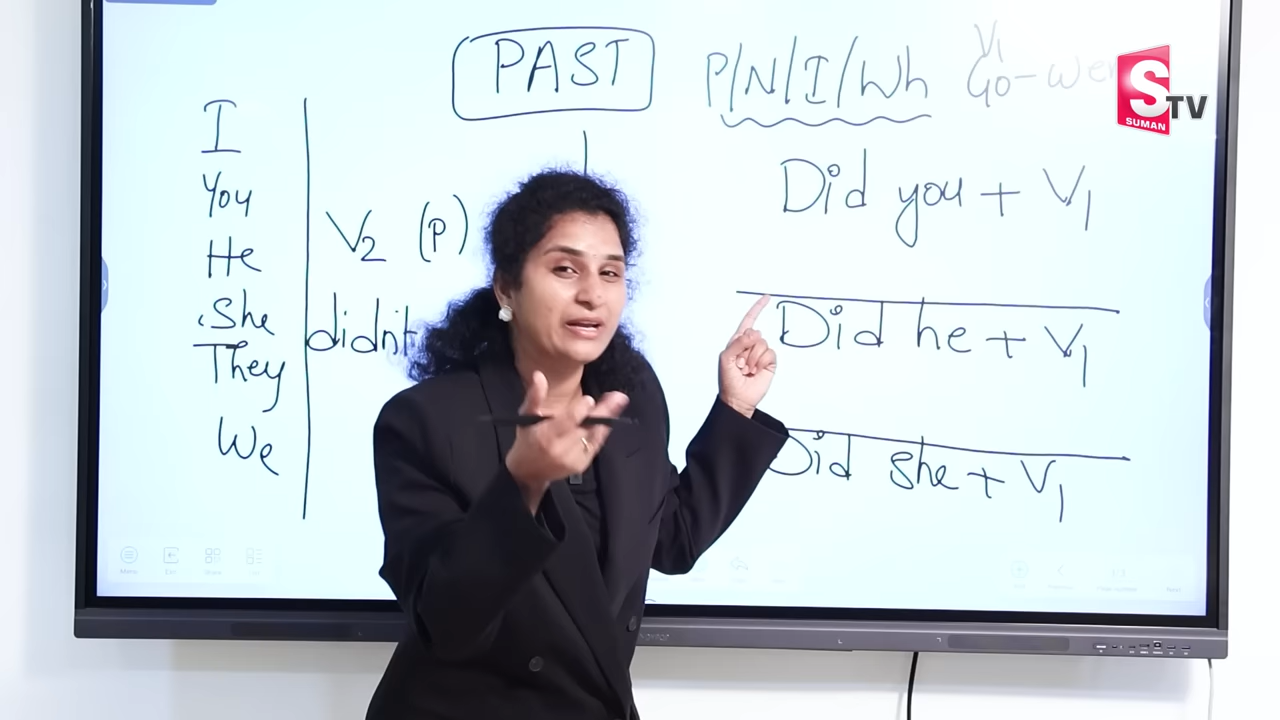 PAST
P/N/I/Wh
V1
Go-wen
S TV
SUMAN
I
You
He
She
They
We
V2 (p)
didn't
Did you + V1
Did he + V1
Did she + V1